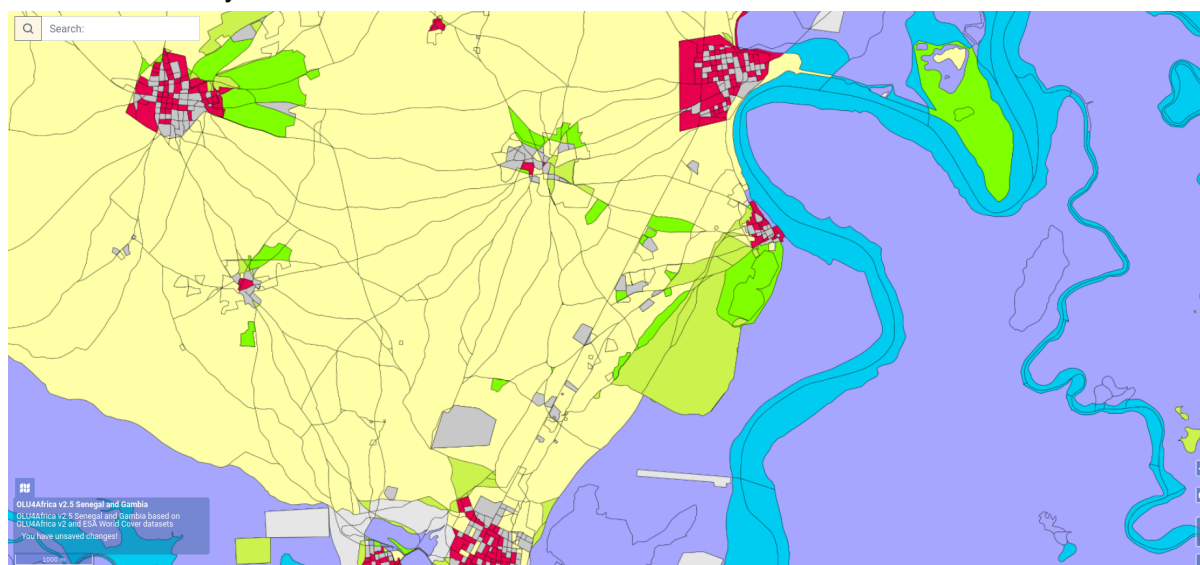 Search:
OLU4Africa v2.5 Senegal and Gambia
OLU4Africa v2.5 Senegal and Gambia based on
OLU4Africa v2 and ESA World Cover datasets
You have unsaved changes!
1000 m